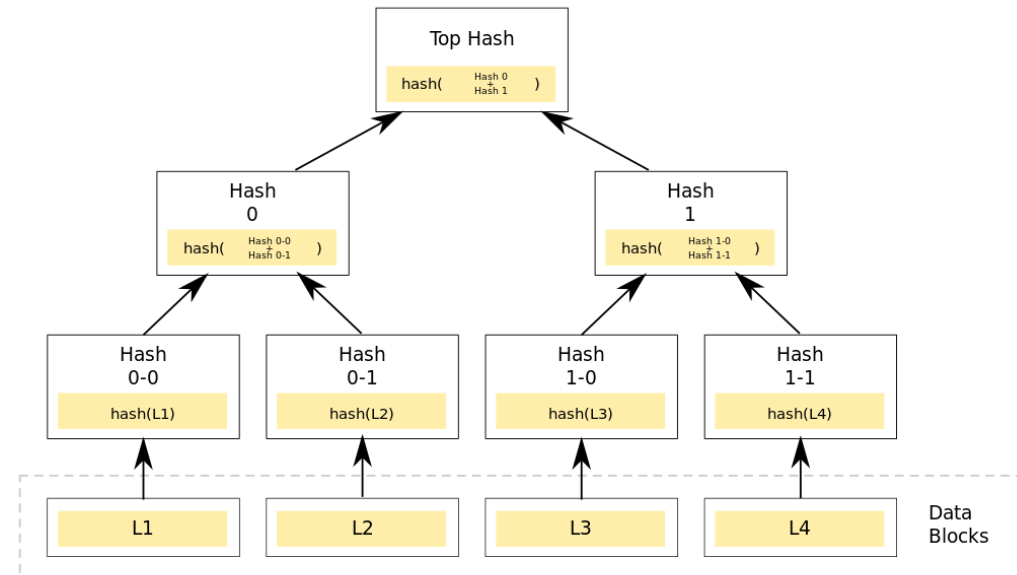 Top Hash
hash( Hash 0 + Hash 1 )
Hash
0
hash( Hash 0-0 + Hash 0-1 )
Hash
1
hash( Hash 1-0 + Hash 1-1 )
Hash
0-0
hash(L1)
Hash
0-1
hash(L2)
Hash
1-0
hash(L3)
Hash
1-1
hash(L4)
L1
L2
L3
L4
Data
Blocks